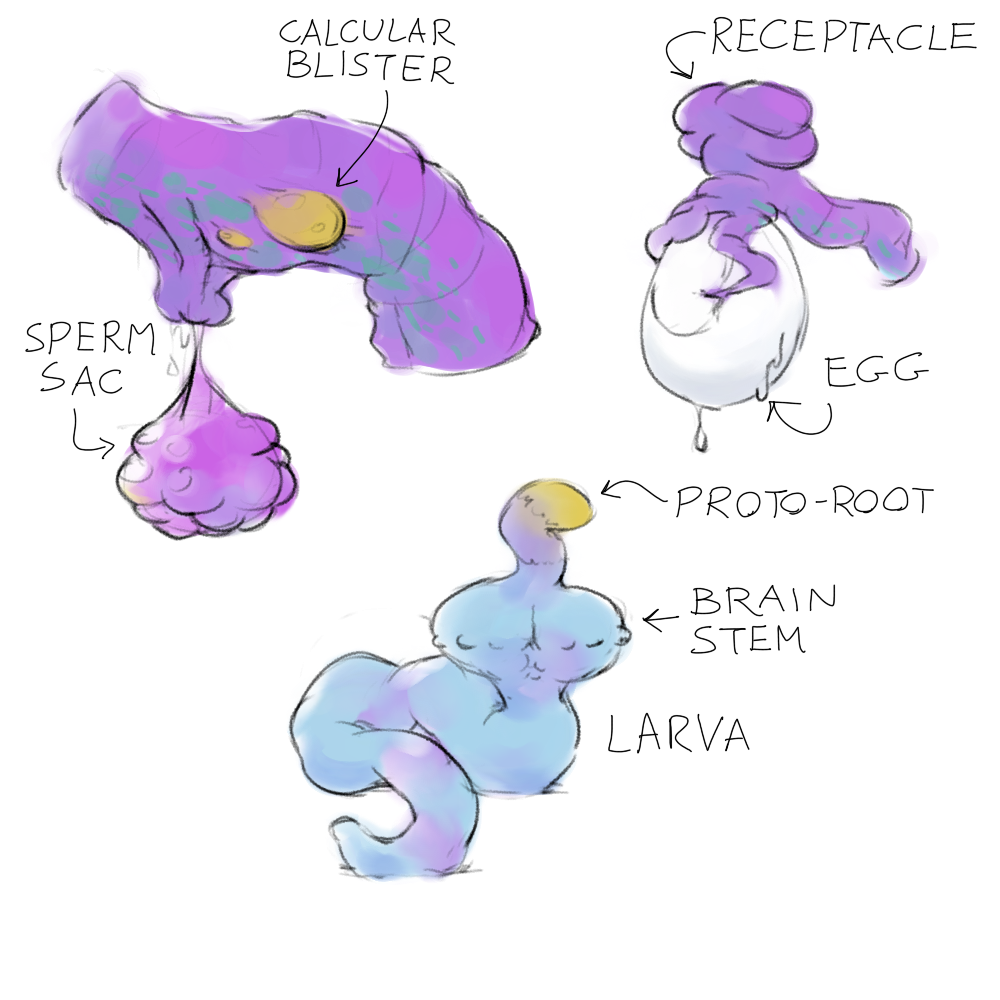 CALCULAR
BLISTER
RECEPTACLE
SPERM
SAC
EGG
PROTO-ROOT
BRAIN
STEM
LARVA